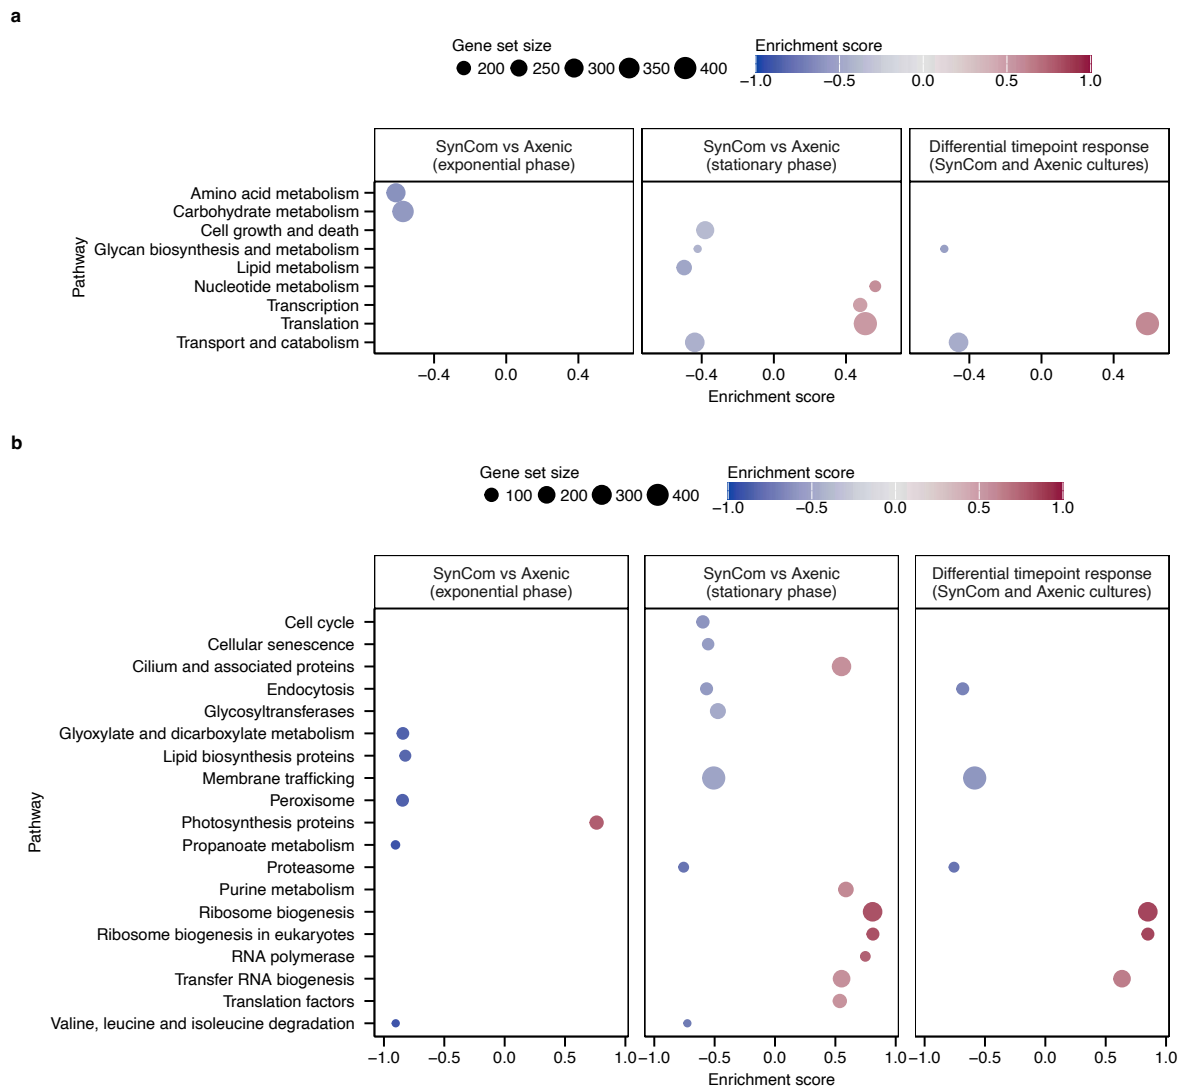 a
Gene set size
200 250 300 350 400
Enrichment score
−1.0 −0.5 0.0 0.5 1.0
SynCom vs Axenic
(exponential phase)
SynCom vs Axenic
(stationary phase)
Differential timepoint response
(SynCom and Axenic cultures)
Pathway
Amino acid metabolism
Carbohydrate metabolism
Cell growth and death
Glycan biosynthesis and metabolism
Lipid metabolism
Nucleotide metabolism
Transcription
Translation
Transport and catabolism
−0.4 0.0 0.4 −0.4 0.0 0.4 −0.4 0.0 0.4
Enrichment score
b
Gene set size
100 200 300 400
Enrichment score
−1.0 −0.5 0.0 0.5 1.0
SynCom vs Axenic
(exponential phase)
SynCom vs Axenic
(stationary phase)
Differential timepoint response
(SynCom and Axenic cultures)
Pathway
Cell cycle
Cellular senescence
Cilium and associated proteins
Endocytosis
Glycosyltransferases
Glyoxylate and dicarboxylate metabolism
Lipid biosynthesis proteins
Membrane trafficking
Peroxisome
Photosynthesis proteins
Propanoate metabolism
Proteasome
Purine metabolism
Ribosome biogenesis
Ribosome biogenesis in eukaryotes
RNA polymerase
Transfer RNA biogenesis
Translation factors
Valine, leucine and isoleucine degradation
−1.0 −0.5 0.0 0.5 1.0 −1.0 −0.5 0.0 0.5 1.0 −1.0 −0.5 0.0 0.5 1.0
Enrichment score